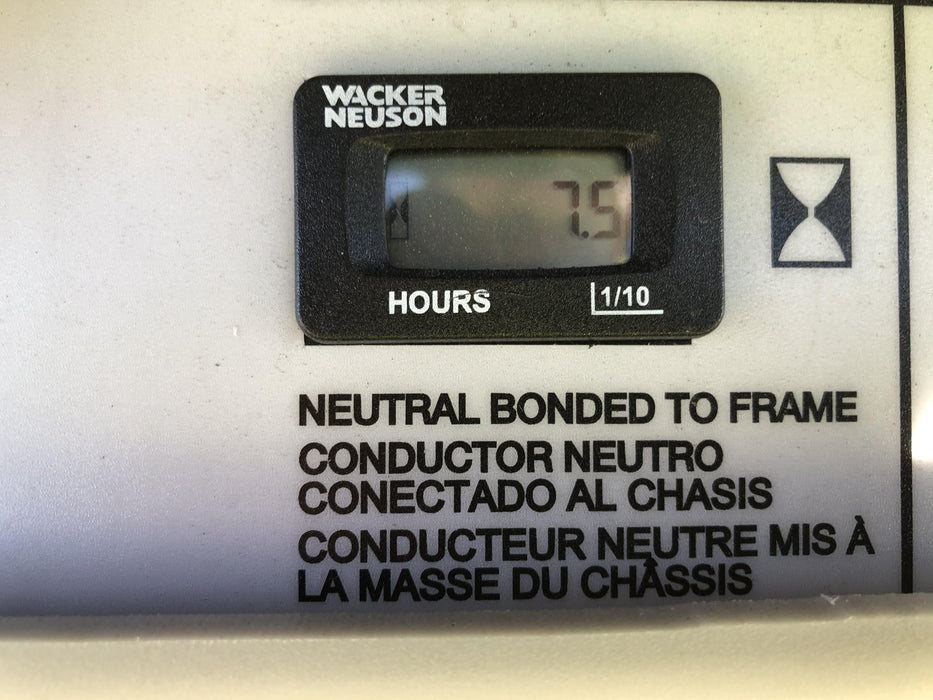 WACKER
NEUSON
7.5
HOURS 1/10
NEUTRAL BONDED TO FRAME
CONDUCTOR NEUTRO
CONECTADO AL CHASIS
CONDUCTEUR NEUTRE MIS À
LA MASSE DU CHÂSSIS